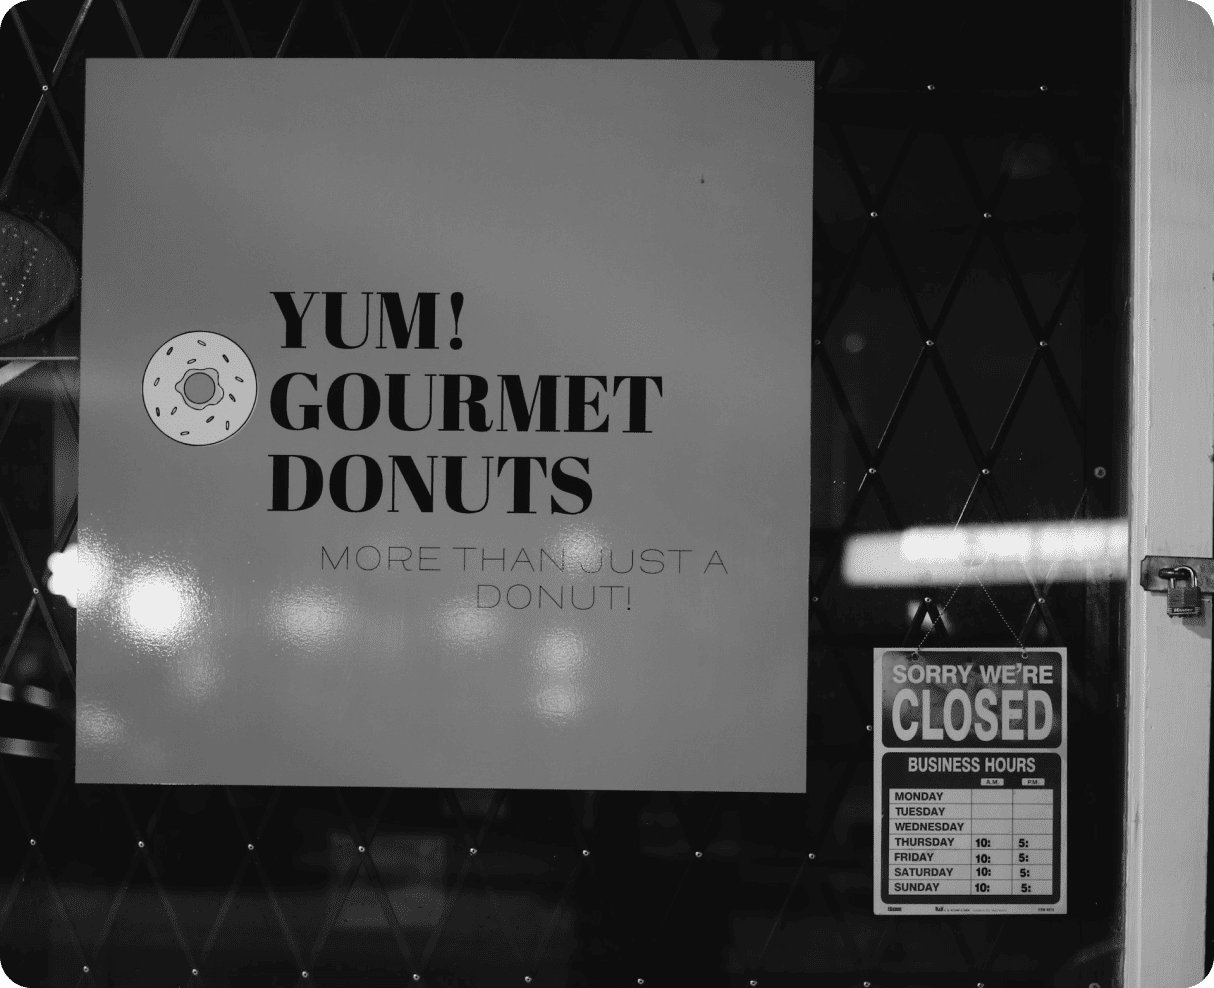 YUM!
GOURMET
DONUTS
MORE THAN JUST A
DONUT!
SORRY WE'RE
CLOSED
BUSINESS HOURS
A.M. P.M.
MONDAY
TUESDAY
WEDNESDAY
THURSDAY 10: 5:
FRIDAY 10: 5:
SATURDAY 10: 5:
SUNDAY 10: 5:
Master